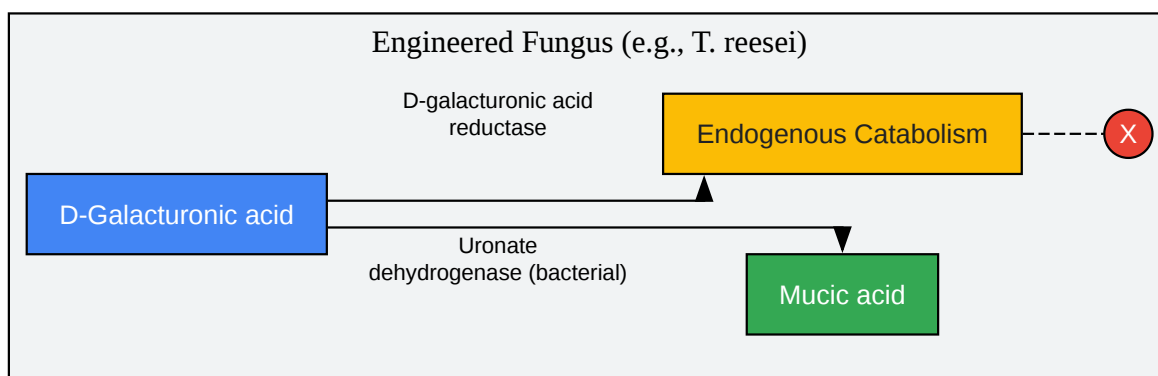 Engineered Fungus (e.g., T. reesei)
D-galacturonic acid
reductase
Endogenous Catabolism
X
D-Galacturonic acid
Uronate
dehydrogenase (bacterial)
Mucic acid